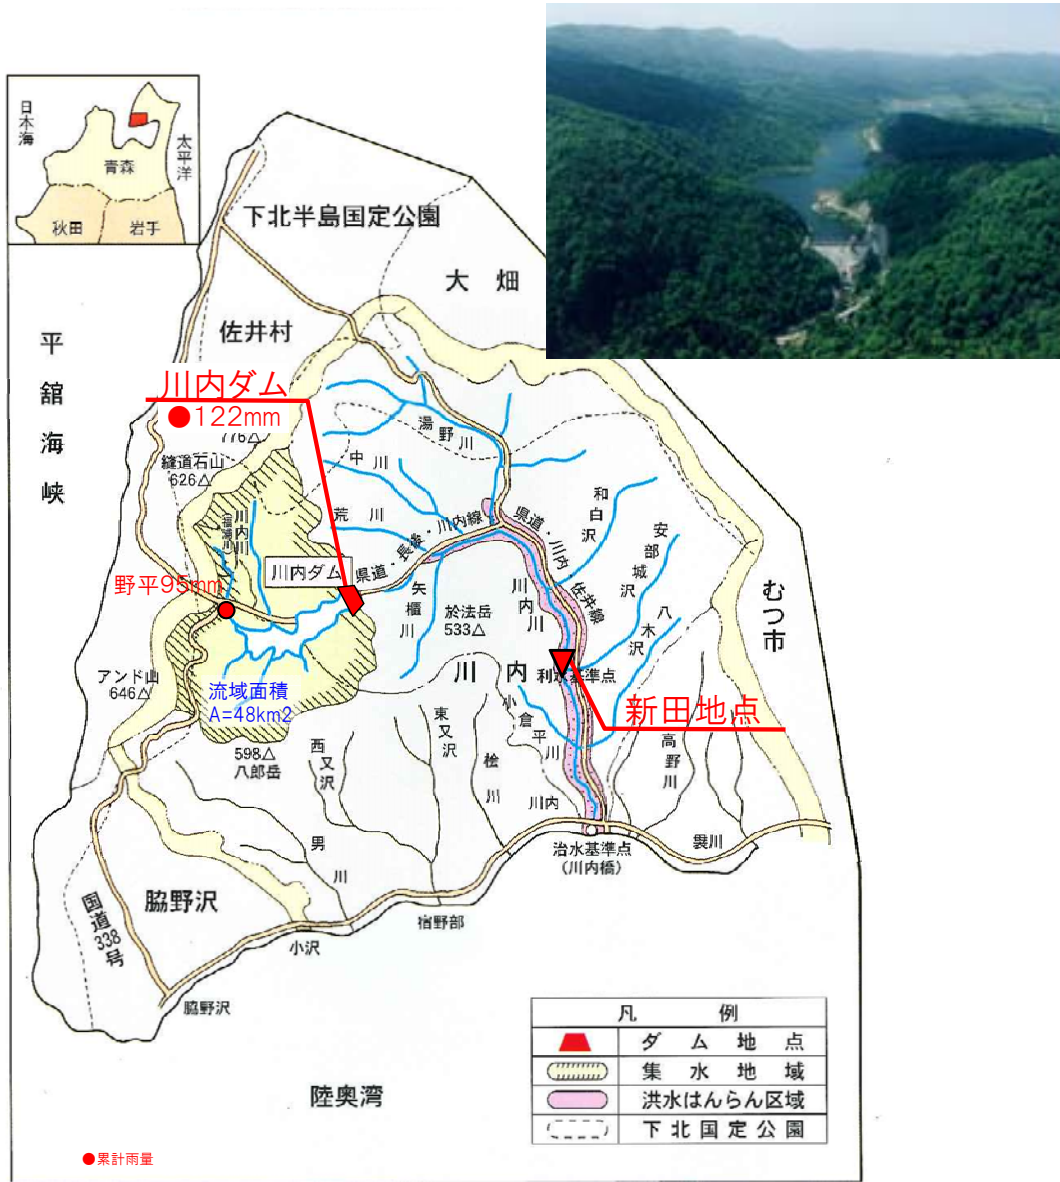 日本海
太平洋
青森
秋田
岩手
下北半島国定公園
大畑
佐井村
平舘海峡
川内ダム
●122mm
776△
縫道石山
626△
湯野川
中川
荒川
川内川
県道・長後・川内線
県道・川内佐井線
和白沢
安部城沢
八木沢
川内ダム
野平95mm
矢櫃川
於法岳
533△
川内川
むつ市
川内
利水基準点
新田地点
アンド山
646△
流域面積
A=48km2
598△
八郎岳
西又沢
東又沢
桧川
小倉平川
高野川
川内
男川
治水基準点
(川内橋)
脇野沢
国道338号
宿野部
小沢
脇野沢
陸奥湾
凡例
ダム地点
集水地域
洪水はんらん区域
下北国定公園
●累計雨量